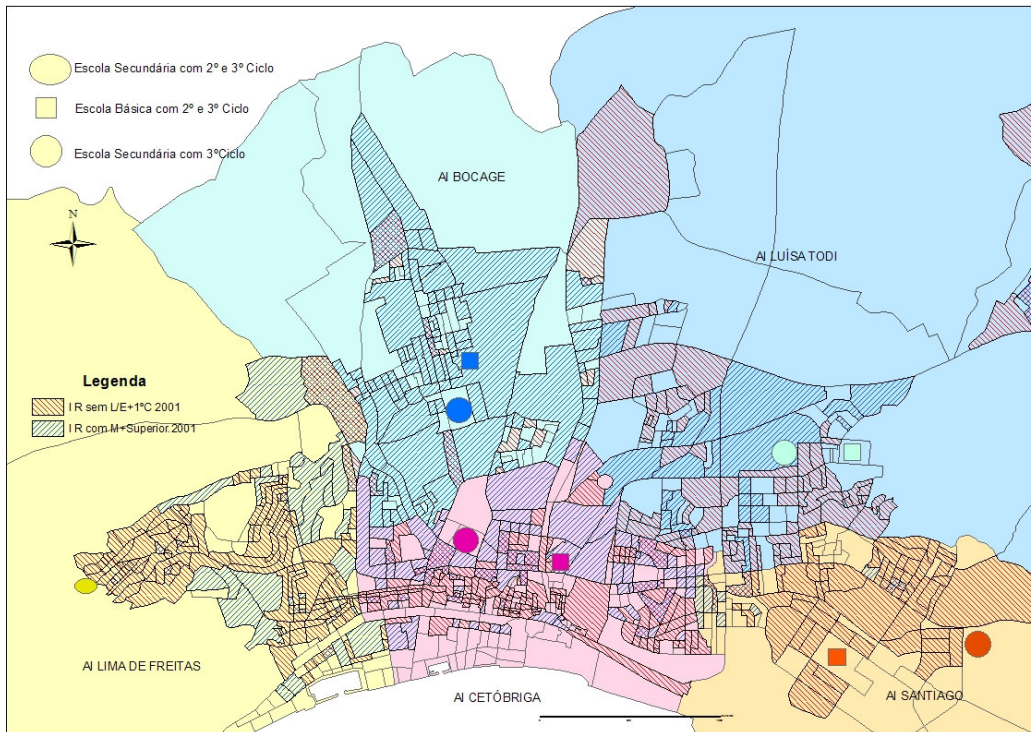 Escola Secundária com 2º e 3º Ciclo
Escola Básica com 2º e 3º Ciclo
Escola Secundária com 3ºCiclo
AI BOCAGE
N
AI LUÍSA TODI
Legenda
I R sem L/E+1ºC 2001
I R com M+Superior.2001
AI LIMA DE FREITAS
AI CETÓBRIGA
AI SANTIAGO